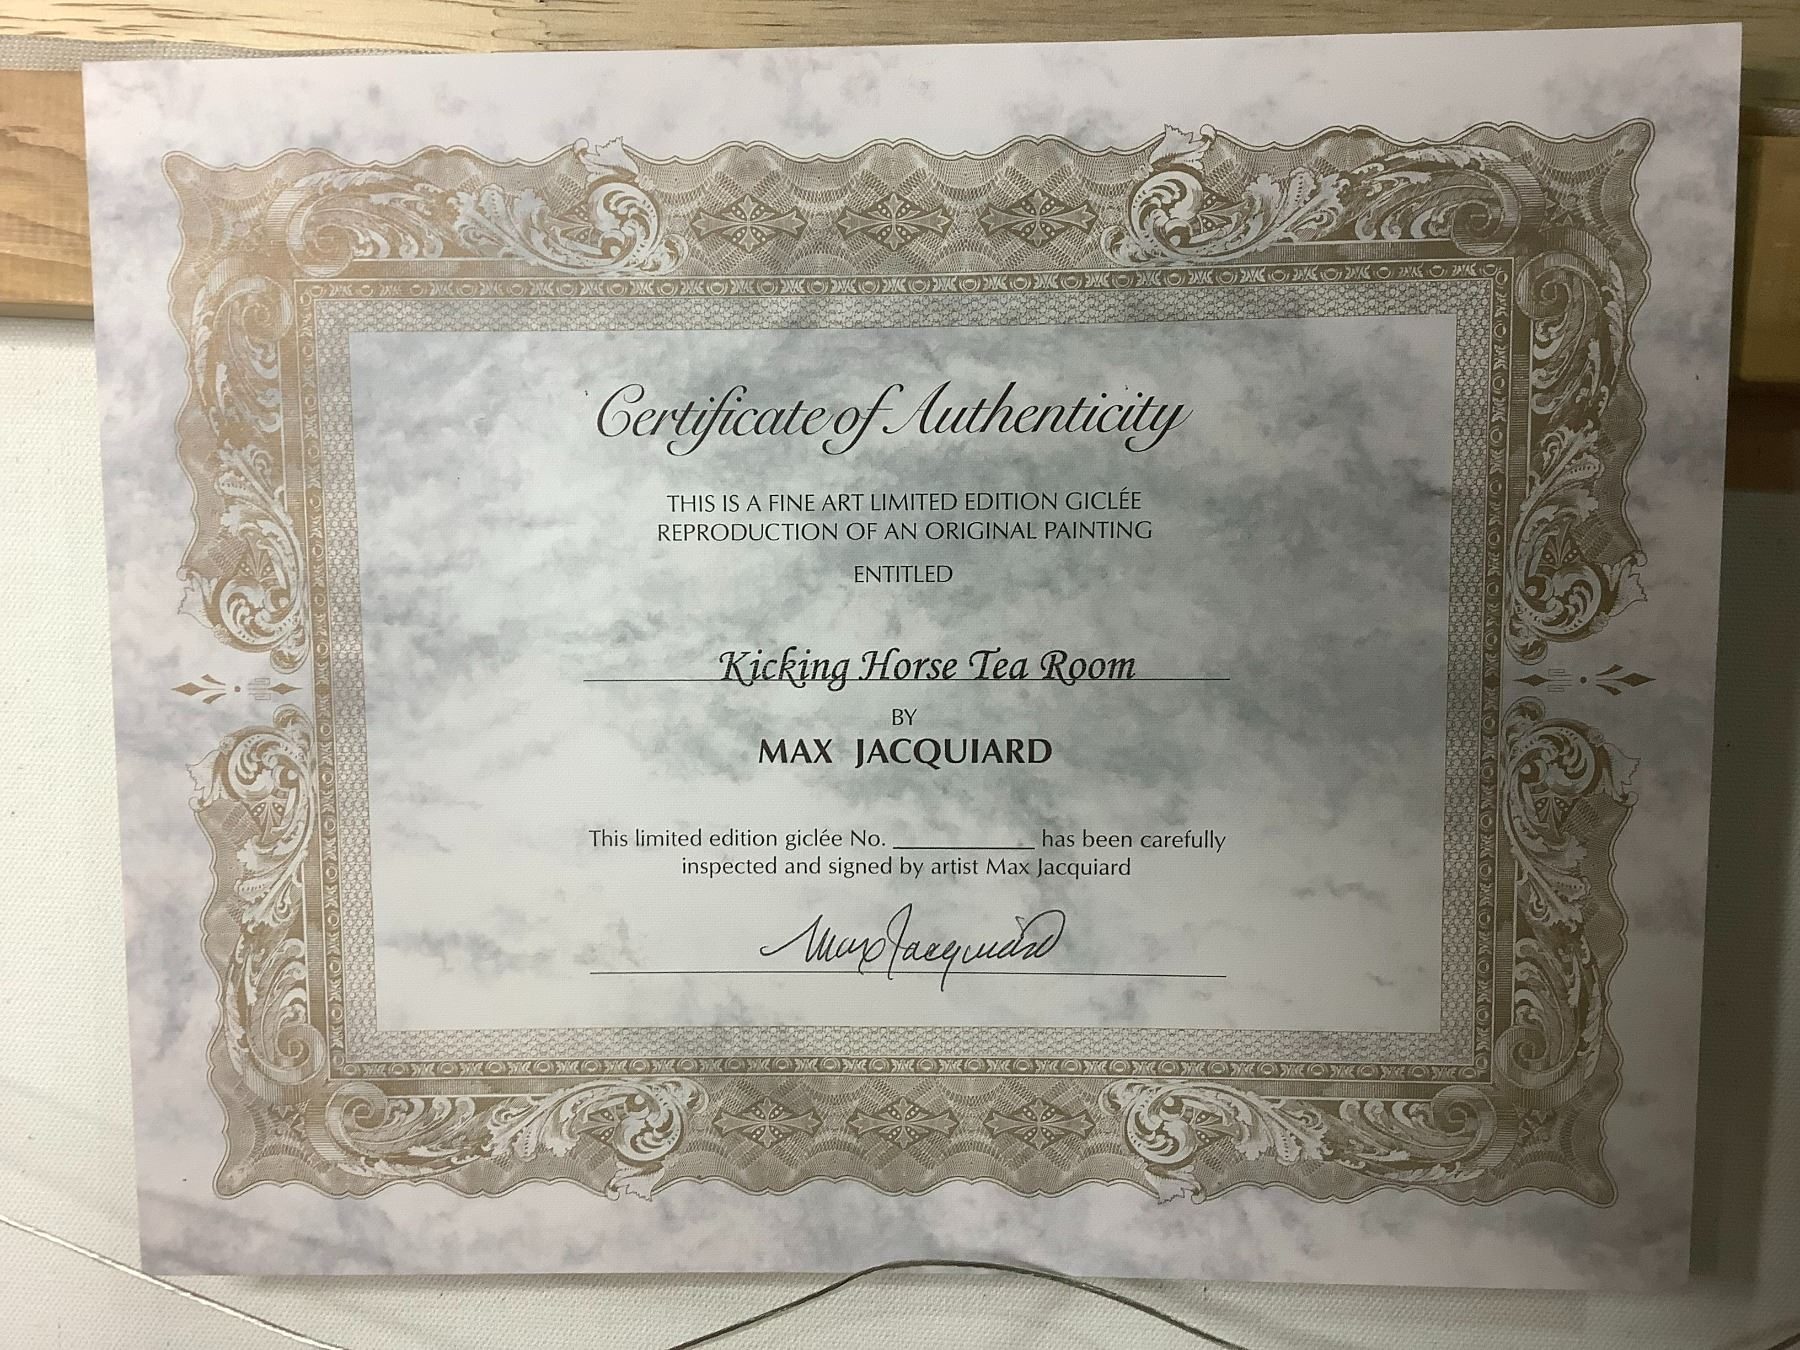 Certificate of Authenticity
THIS IS A FINE ART LIMITED EDITION GICLÉE
REPRODUCTION OF AN ORIGINAL PAINTING
ENTITLED
Kicking Horse Tea Room
BY
MAX JACQUIARD
This limited edition giclée No. __________ has been carefully
inspected and signed by artist Max Jacquiard
Max Jacquiard